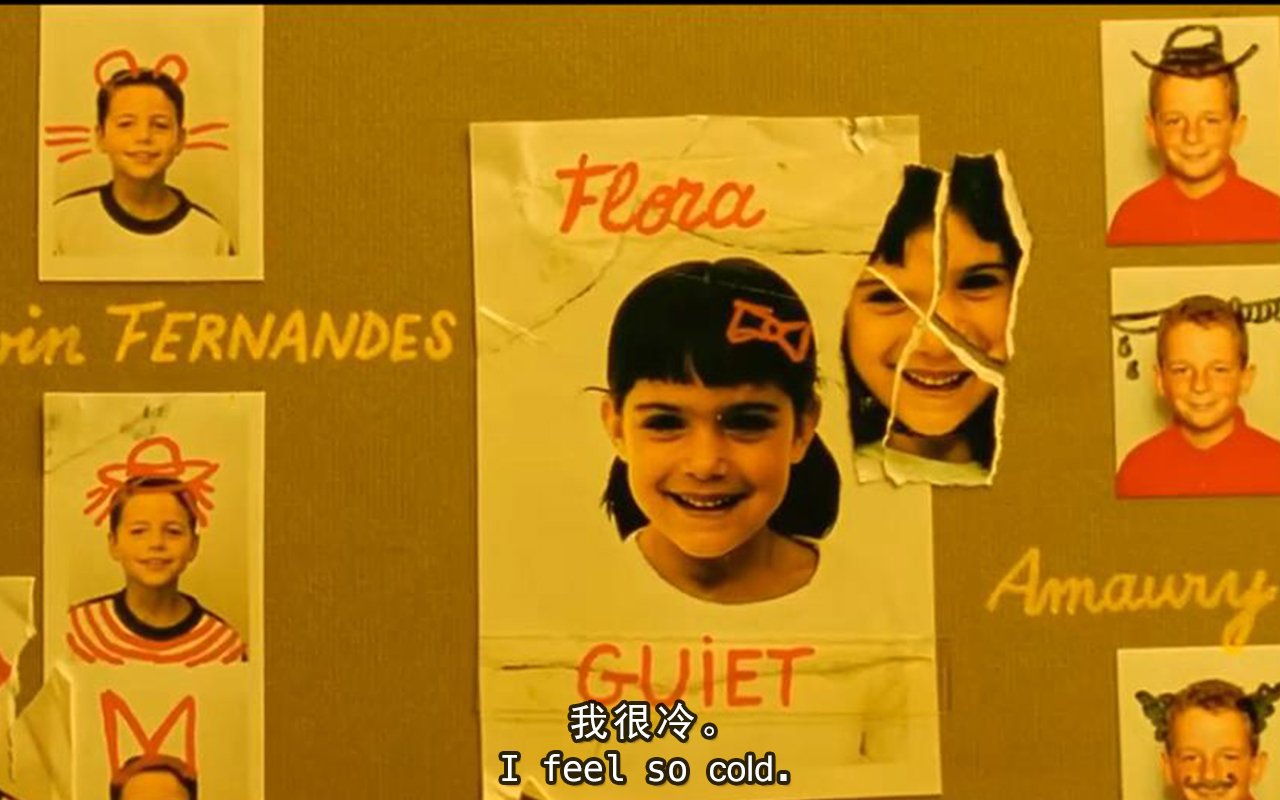 Flora
vin FERNANDES
Amaury
GUiET
我很冷。
I feel so cold.